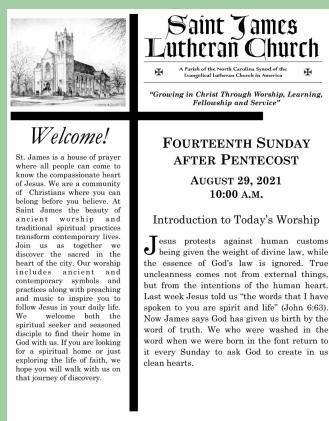 Saint James
Lutheran Church
A Parish of the North Carolina Synod of the
Evangelical Lutheran Church in America
"Growing in Christ Through Worship, Learning,
Fellowship and Service"
Welcome!
St. James is a house of prayer
where all people can come to
know the compassionate heart
of Jesus. We are a community
of Christians where you can
belong before you believe. At
Saint James the beauty of
ancient worship and
traditional spiritual practices
transform contemporary lives.
Join us as together we
discover the sacred in the
heart of the city. Our worship
includes ancient and
contemporary symbols and
practices along with preaching
and music to inspire you to
follow Jesus in your daily life.
We welcome both the
spiritual seeker and seasoned
disciple to find their home in
God with us. If you are looking
for a spiritual home or just
exploring the life of faith, we
hope you will walk with us on
that journey of discovery.
FOURTEENTH SUNDAY
AFTER PENTECOST
AUGUST 29, 2021
10:00 A.M.
Introduction to Today's Worship
Jesus protests against human customs
being given the weight of divine law, while
the essence of God's law is ignored. True
uncleanness comes not from external things,
but from the intentions of the human heart.
Last week Jesus told us "the words that I have
spoken to you are spirit and life" (John 6:63).
Now James says God has given us birth by the
word of truth. We who were washed in the
word when we were born in the font return to
it every Sunday to ask God to create in us
clean hearts.